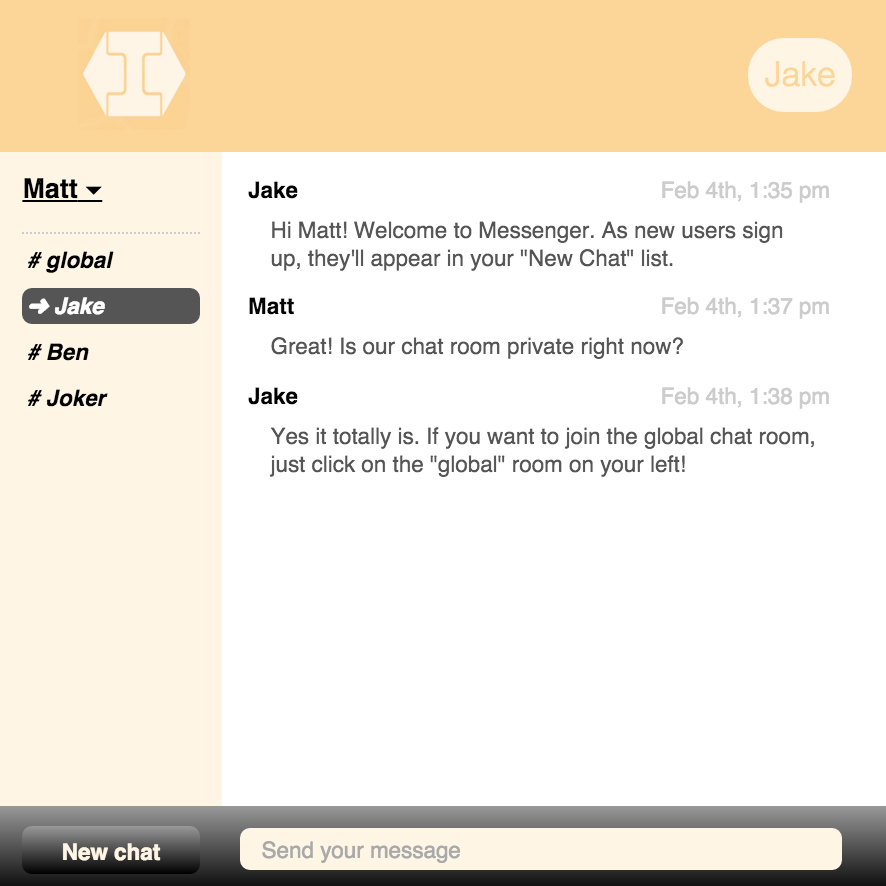 I
Jake
Matt
# global
➜ Jake
# Ben
# Joker
Jake Feb 4th, 1:35 pm
Hi Matt! Welcome to Messenger. As new users sign
up, they'll appear in your "New Chat" list.
Matt Feb 4th, 1:37 pm
Great! Is our chat room private right now?
Jake Feb 4th, 1:38 pm
Yes it totally is. If you want to join the global chat room,
just click on the "global" room on your left!
New chat
Send your message